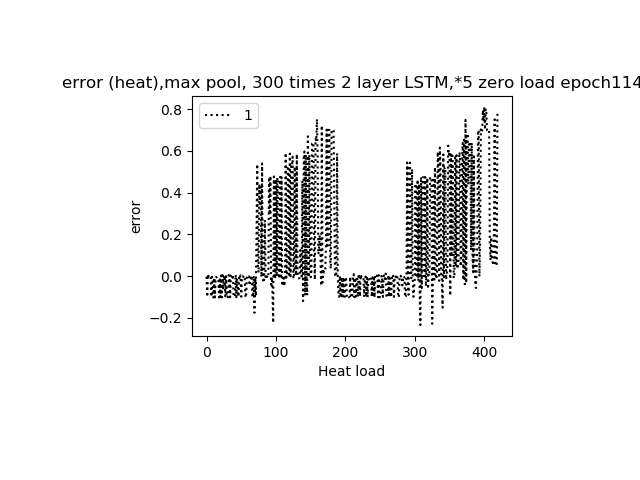 error (heat),max pool, 300 times 2 layer LSTM,*5 zero load epoch114
1
0.8
0.6
0.4
0.2
0.0
−0.2
error
0 100 200 300 400
Heat load